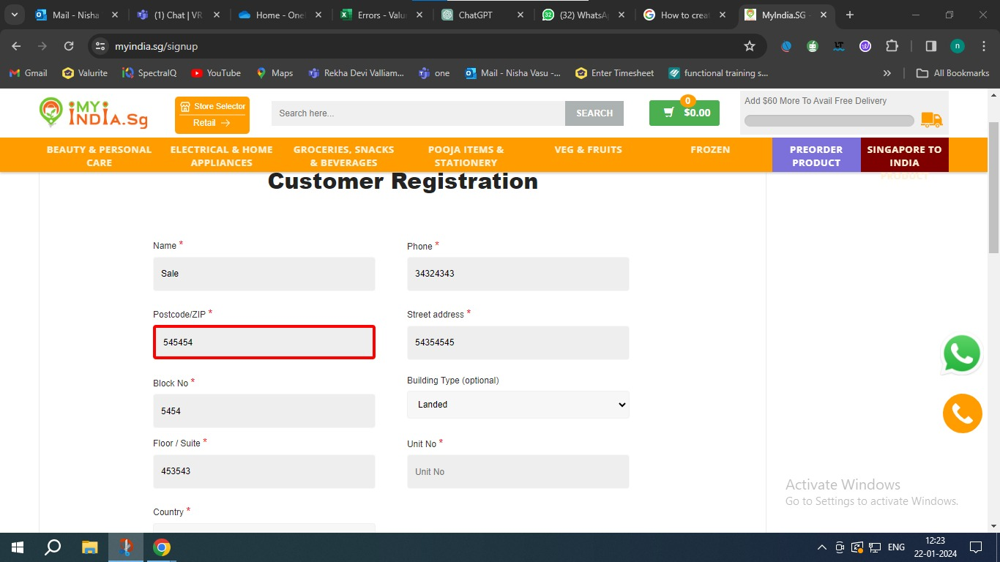 Mail - Nisha
(1) Chat | VR
Home - OneI
Errors - Valur
ChatGPT
(32) WhatsA
How to creat
MyIndia.SG -
myindia.sg/signup
n
Gmail
Valurite
SpectralQ
YouTube
Maps
Rekha Devi Valliam...
one
Mail - Nisha Vasu -...
Enter Timesheet
functional training s...
All Bookmarks
MY INDIA.Sg
Store Selector
Retail
Search here...
SEARCH
0
$0.00
Add $60 More To Avail Free Delivery
BEAUTY & PERSONAL CARE
ELECTRICAL & HOME APPLIANCES
GROCERIES, SNACKS & BEVERAGES
POOJA ITEMS & STATIONERY
VEG & FRUITS
FROZEN
PREORDER PRODUCT
SINGAPORE TO INDIA
PRODUCT
Customer Registration
Name *
Phone *
Sale
34324343
Postcode/ZIP *
Street address *
545454
54354545
Block No *
Building Type (optional)
5454
Landed
Floor / Suite *
Unit No *
453543
Unit No
Country *
Activate Windows
Go to Settings to activate Windows.
ENG
12:23
22-01-2024